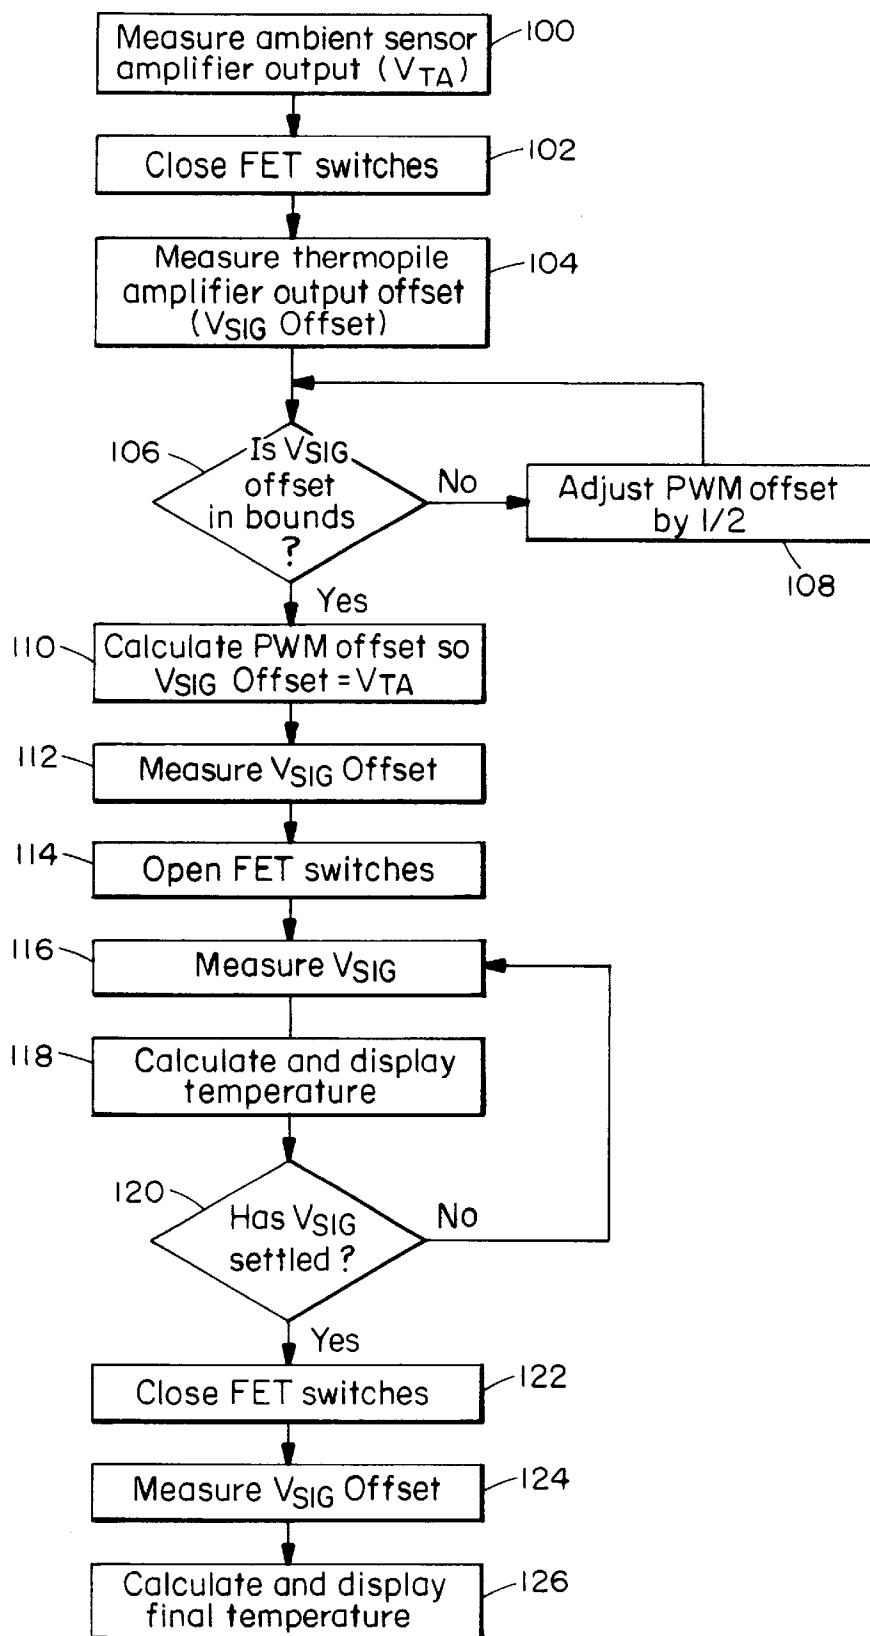 Measure ambient sensor
amplifier output (VTA)
100
Close FET switches
102
Measure thermopile
amplifier output offset
(VSIG Offset)
104
106
Is VSIG
offset
in bounds
?
No
Adjust PWM offset
by 1/2
108
Yes
110
Calculate PWM offset so
VSIG Offset = VTA
112
Measure VSIG Offset
114
Open FET switches
116
Measure VSIG
118
Calculate and display
temperature
120
Has VSIG
settled ?
No
Yes
Close FET switches
122
Measure VSIG Offset
124
Calculate and display
final temperature
126